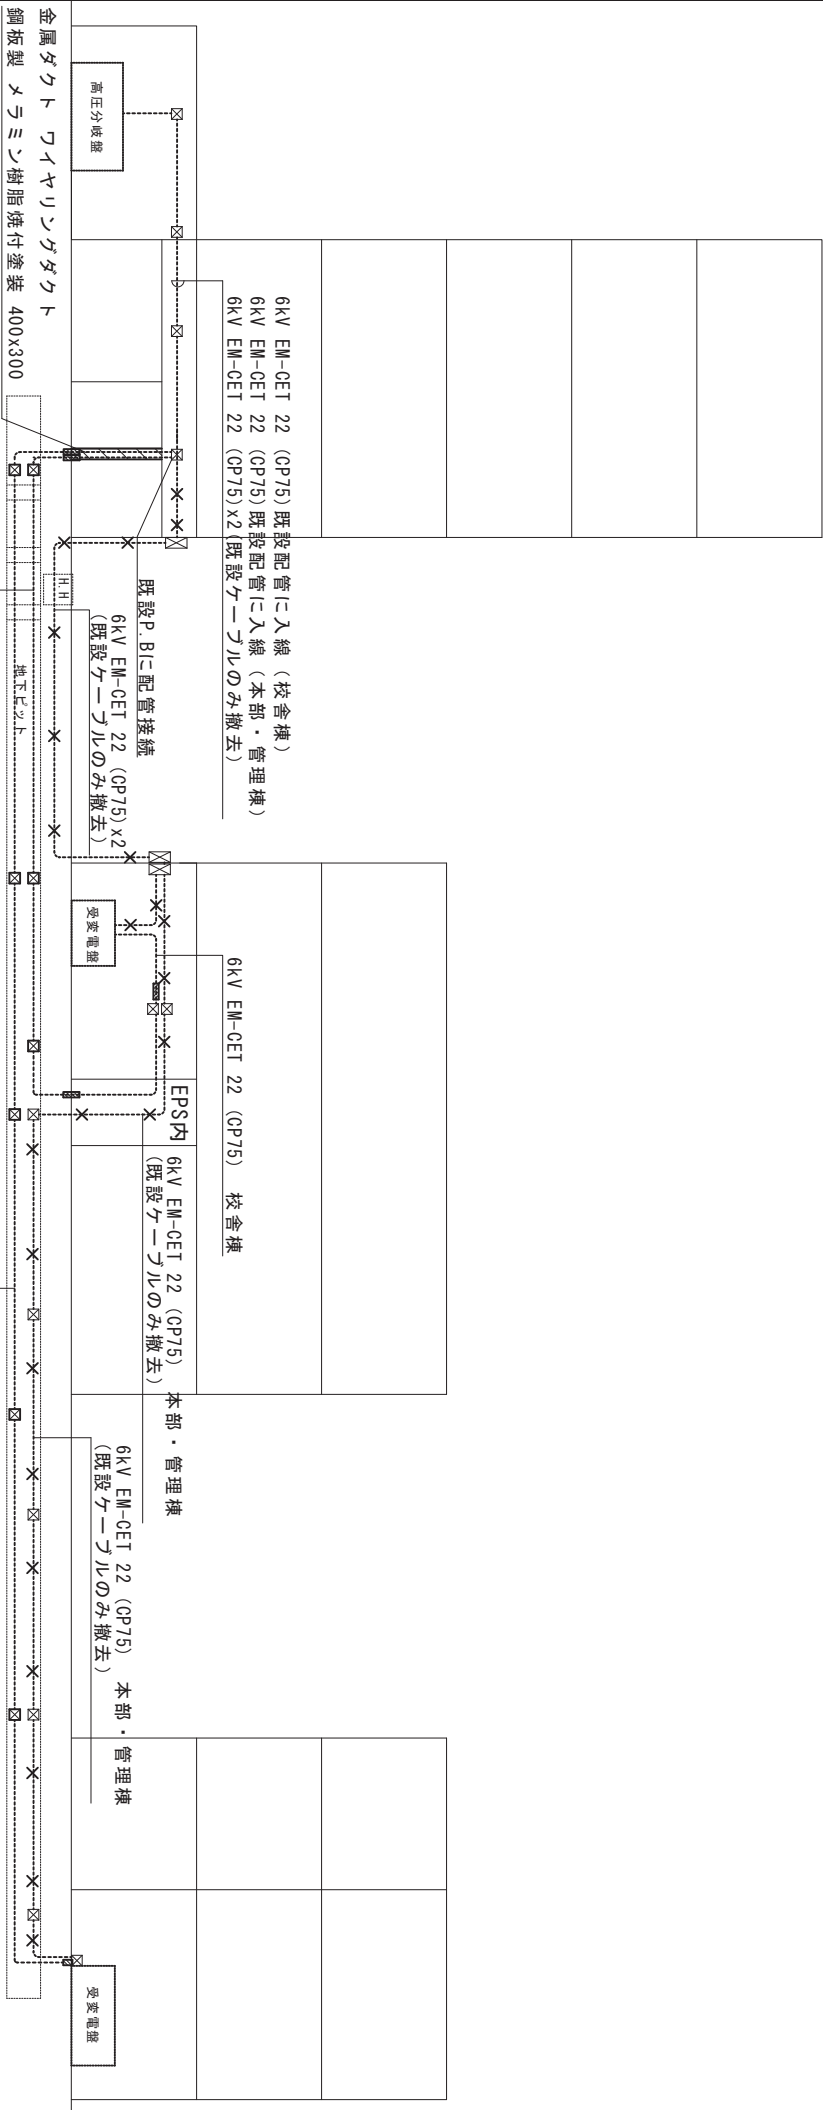 金属ダクト ワイヤリングダクト
鋼板製 メラミン樹脂焼付塗装 400x300
高圧分岐盤
6kV EM-CET 22 (CP75)既設配管に入線（校舎棟）
6kV EM-CET 22 (CP75)既設配管に入線（本部・管理棟）
6kV EM-CET 22 (CP75)x2(既設ケーブルのみ撤去)
既設P.Bに配管接続
6kV EM-CET 22 (CP75)x2
(既設ケーブルのみ撤去)
H.H
地下ピット
受変電盤
6kV EM-CET 22 (CP75) 校舎棟
EPS内
6kV EM-CET 22 (CP75) 本部・管理棟
(既設ケーブルのみ撤去)
6kV EM-CET 22 (CP75) 本部・管理棟
(既設ケーブルのみ撤去)
受変電盤